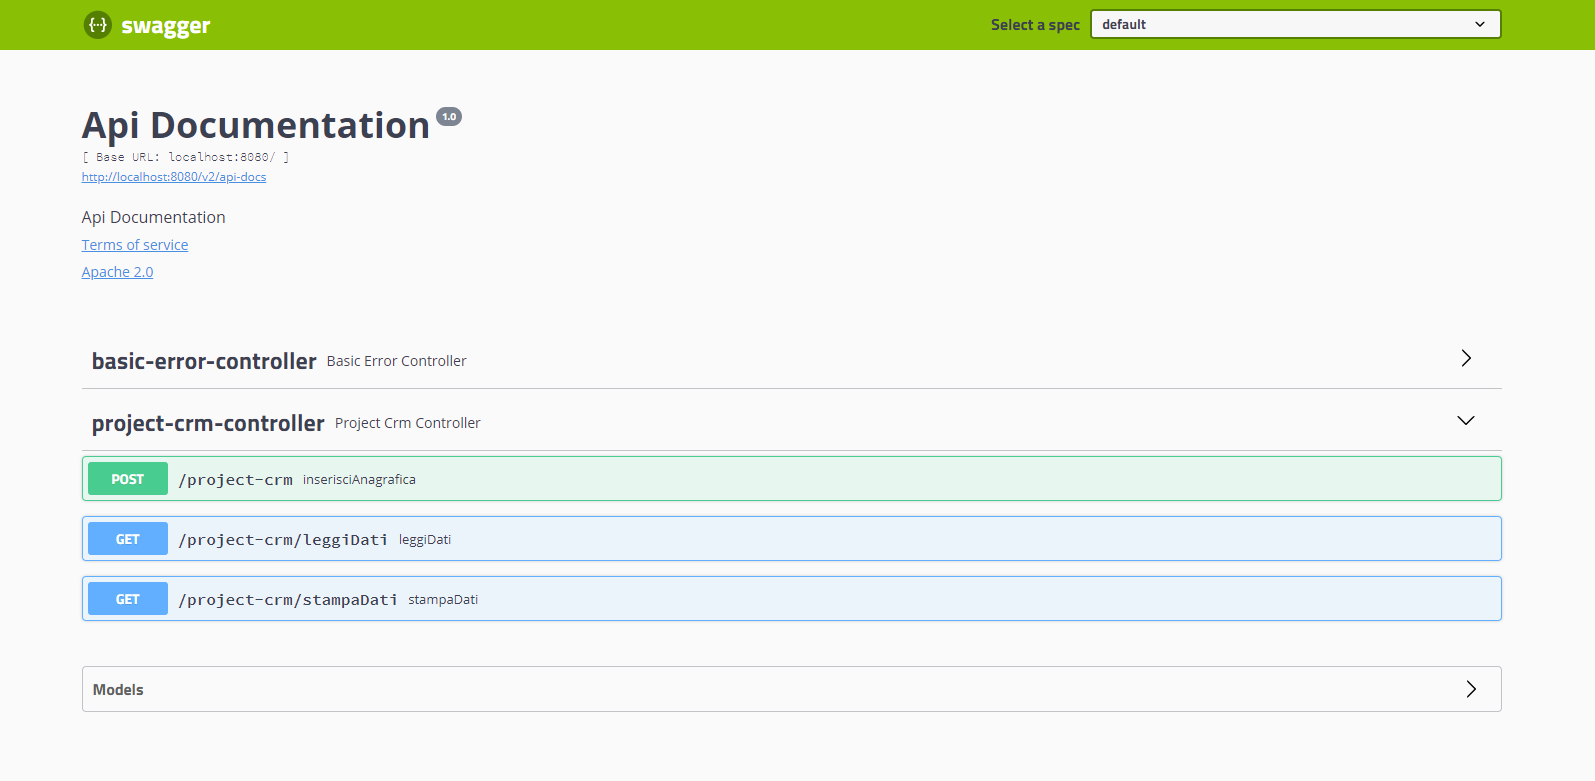 {···} swagger
Select a spec default
Api Documentation 1.0
[ Base URL: localhost:8080/ ]
http://localhost:8080/v2/api-docs
Api Documentation
Terms of service
Apache 2.0
basic-error-controller Basic Error Controller
project-crm-controller Project Crm Controller
POST /project-crm inserisciAnagrafica
GET /project-crm/leggiDati leggiDati
GET /project-crm/stampaDati stampaDati
Models